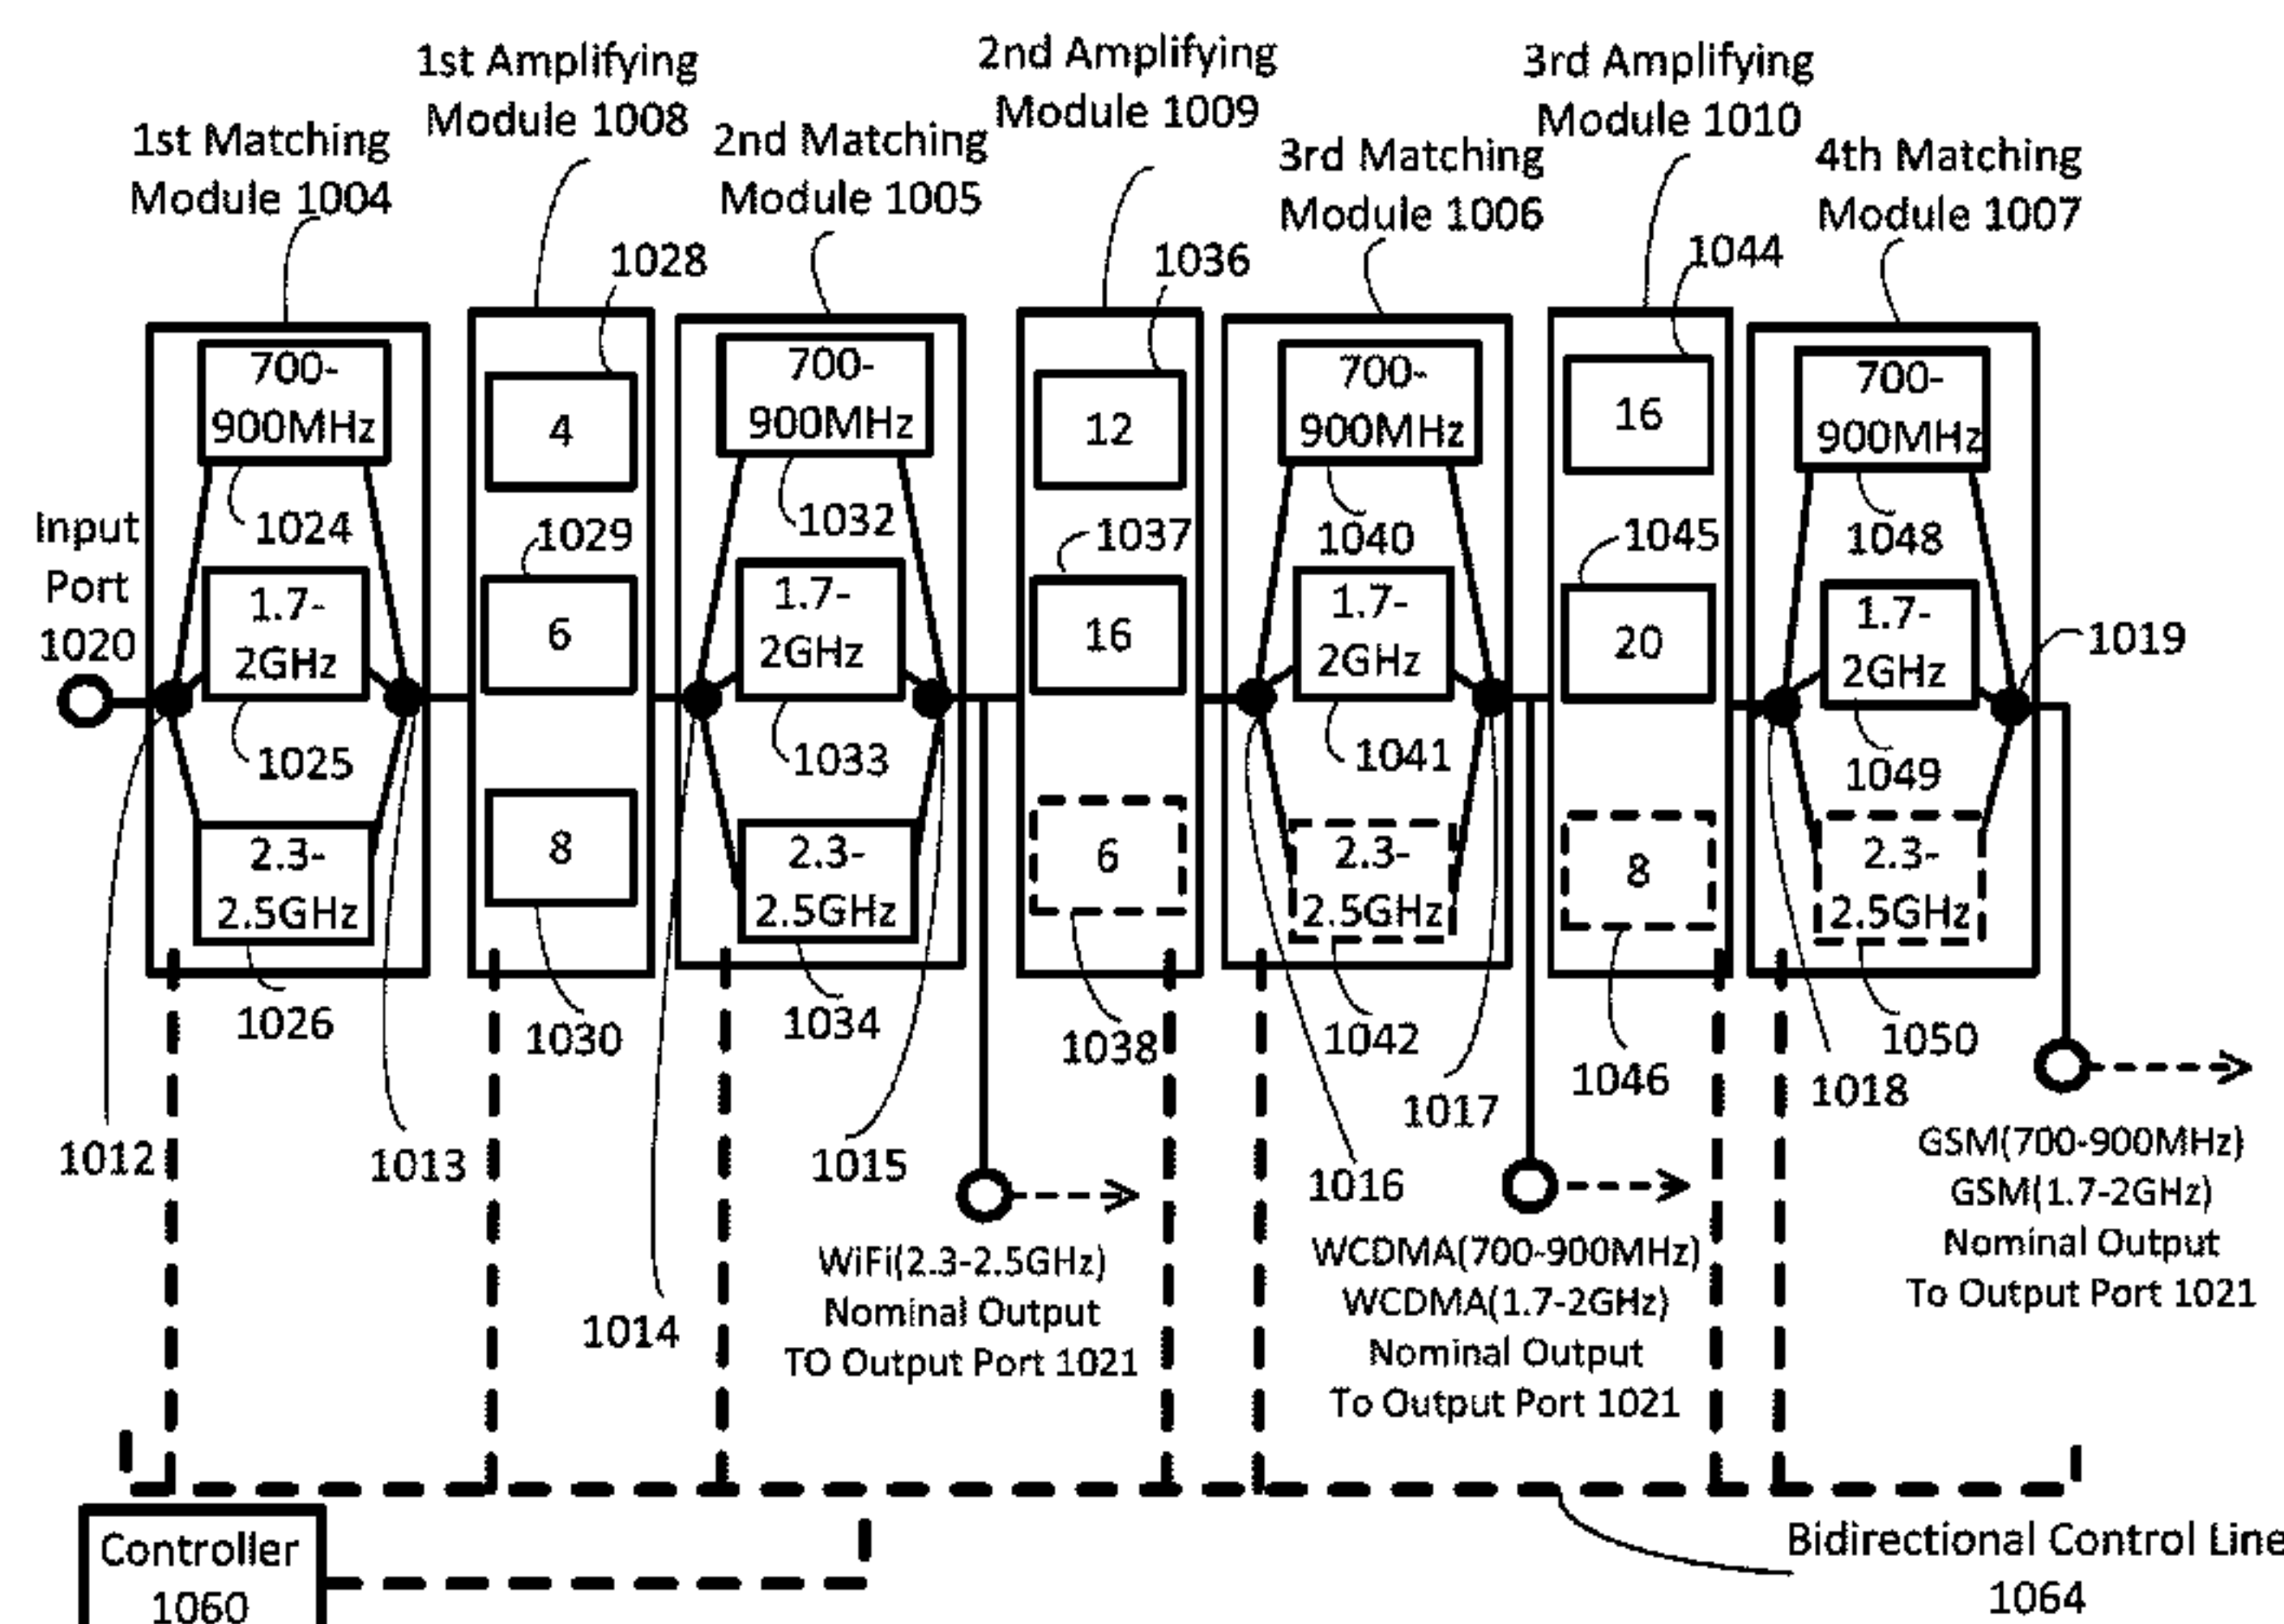 1st Matching
Module 1004
1st Amplifying
Module 1008
2nd Matching
Module 1005
2nd Amplifying
Module 1009
3rd Matching
Module 1006
3rd Amplifying
Module 1010
4th Matching
Module 1007
Input
Port
1020
700-
900MHz
1024
1.7-
2GHz
1025
2.3-
2.5GHz
1026
1012
1013
1028
4
1029
6
8
1030
700-
900MHz
1032
1.7-
2GHz
1033
2.3-
2.5GHz
1034
1014
1015
1036
12
1037
16
6
1038
700-
900MHz
1040
1.7-
2GHz
1041
2.3-
2.5GHz
1042
1016
1017
1044
16
1045
20
8
1046
700-
900MHz
1048
1.7-
2GHz
1049
2.3-
2.5GHz
1050
1018
1019
WiFi(2.3-2.5GHz)
Nominal Output
TO Output Port 1021
WCDMA(700-900MHz)
WCDMA(1.7-2GHz)
Nominal Output
To Output Port 1021
GSM(700-900MHz)
GSM(1.7-2GHz)
Nominal Output
To Output Port 1021
Controller
1060
Bidirectional Control Line
1064